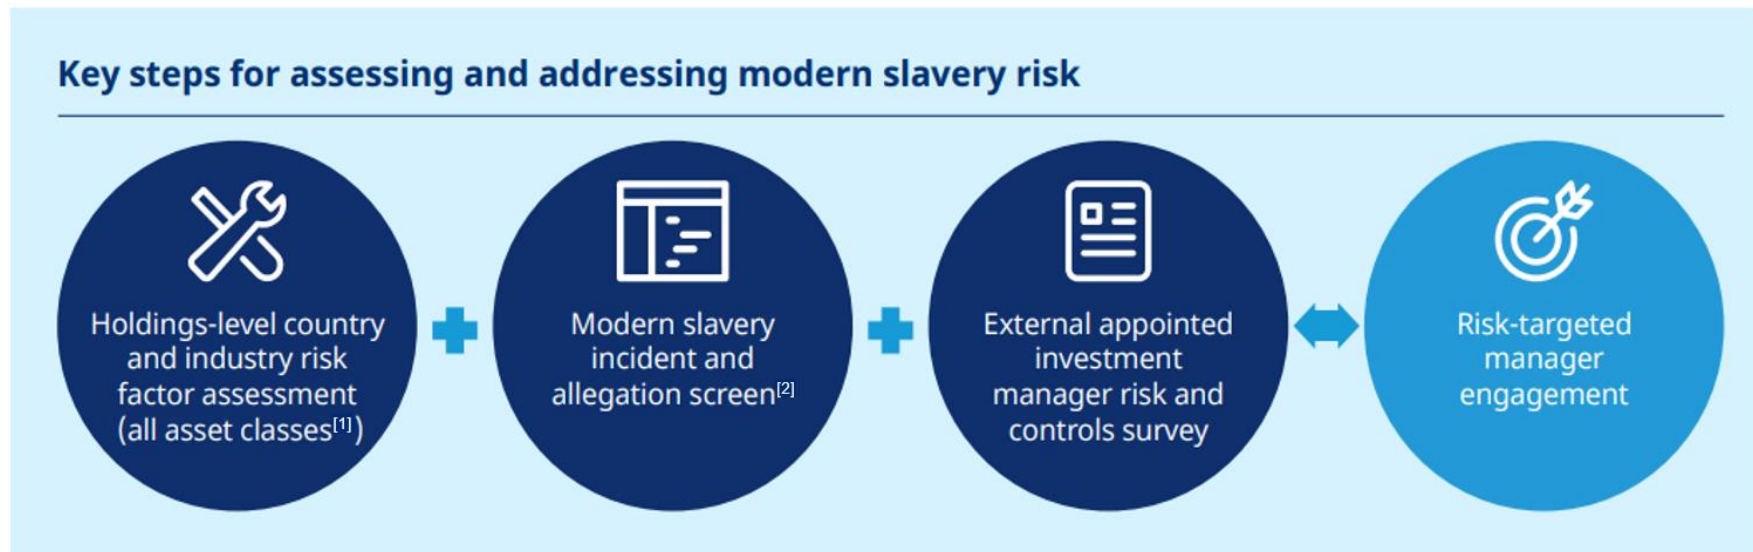 Key steps for assessing and addressing modern slavery risk
Holdings-level country
and industry risk
factor assessment
(all asset classes[1])
Modern slavery
incident and
allegation screen[2]
External appointed
investment
manager risk and
controls survey
Risk-targeted
manager
engagement